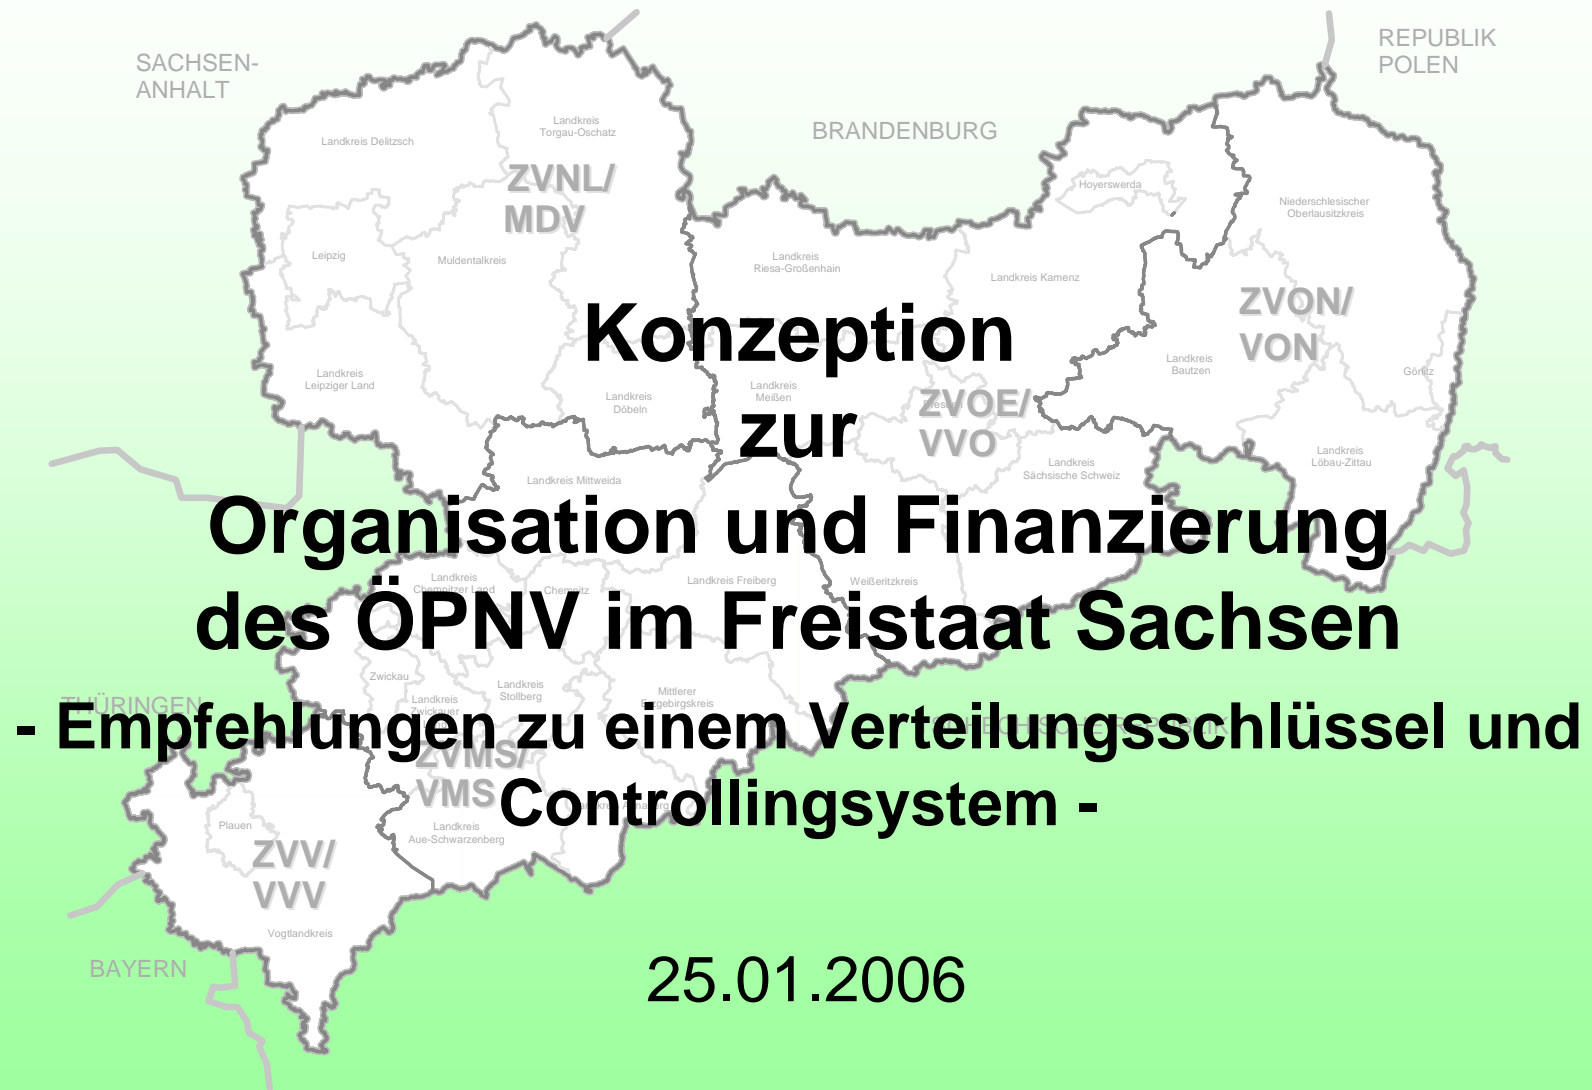 SACHSEN-
ANHALT
REPUBLIK
POLEN
BRANDENBURG
Landkreis
Torgau-Oschatz
Landkreis Delitzsch
ZVNL/
MDV
Hoyerswerda
Niederschlesischer
Oberlausitzkreis
Leipzig
Muldentalkreis
Landkreis
Riesa-Großenhain
Landkreis Kamenz
ZVON/
VON
Konzeption
Landkreis
Bautzen
Görlitz
Landkreis
Leipziger Land
Landkreis
Döbeln
Landkreis
Meißen
ZVOE/
VVO
zur
Landkreis
Löbau-Zittau
Landkreis
Sächsische Schweiz
Landkreis Mittweida
Organisation und Finanzierung
Landkreis
Chemnitzer Land
Chemnitz
Landkreis Freiberg
Weißeritzkreis
des ÖPNV im Freistaat Sachsen
Zwickau
Landkreis
Stollberg
Landkreis
Zwickauer
Mittlerer
Erzgebirgskreis
THÜRINGEN
- Empfehlungen zu einem Verteilungsschlüssel und
ZVMS/
VMS
Controllingsystem -
Plauen
Landkreis
Aue-Schwarzenberg
ZVV/
VVV
Vogtlandkreis
BAYERN
25.01.2006